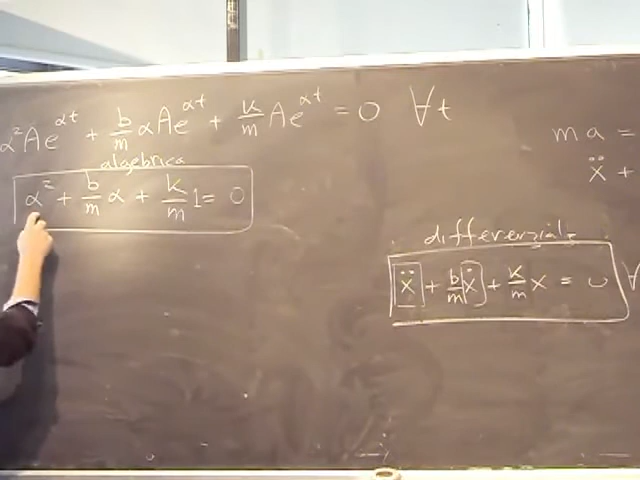 α²Ae^αt + b/m αAe^αt + k/m Ae^αt = 0 ∀t
algebrica
α² + b/m α + k/m 1 = 0
ma =
ẍ +
differenziale
ẍ + b/m ẋ + k/m x = 0 ∀